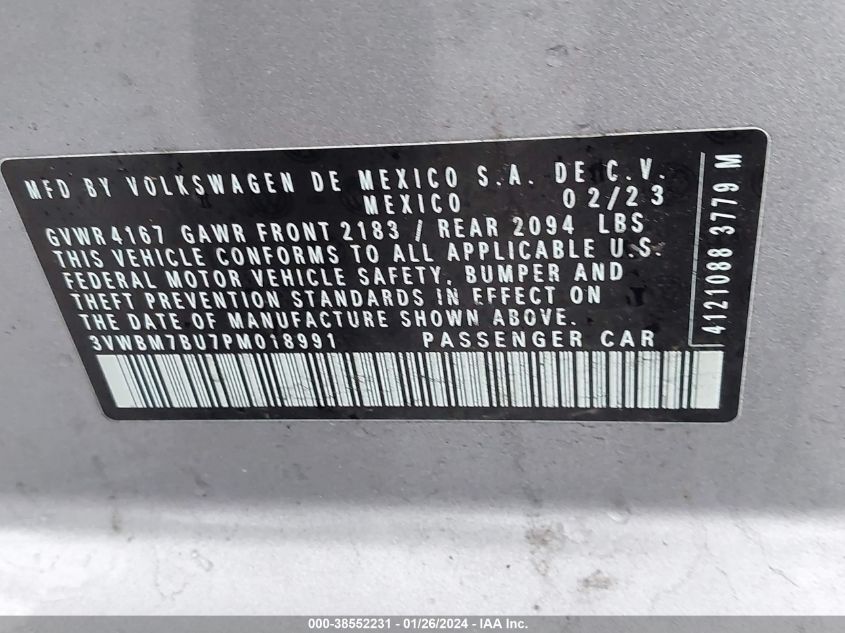 MFD BY VOLKSWAGEN DE MEXICO S.A. DE C.V.
MEXICO 02/23
GVWR 4167 GAWR FRONT 2183 / REAR 2094 LBS
THIS VEHICLE CONFORMS TO ALL APPLICABLE U.S.
FEDERAL MOTOR VEHICLE SAFETY, BUMPER AND
THEFT PREVENTION STANDARDS IN EFFECT ON
THE DATE OF MANUFACTURE SHOWN ABOVE.
3VWBM7BU7PM018991 PASSENGER CAR
4121088 3779 M
000-38552231 - 01/26/2024 - IAA Inc.